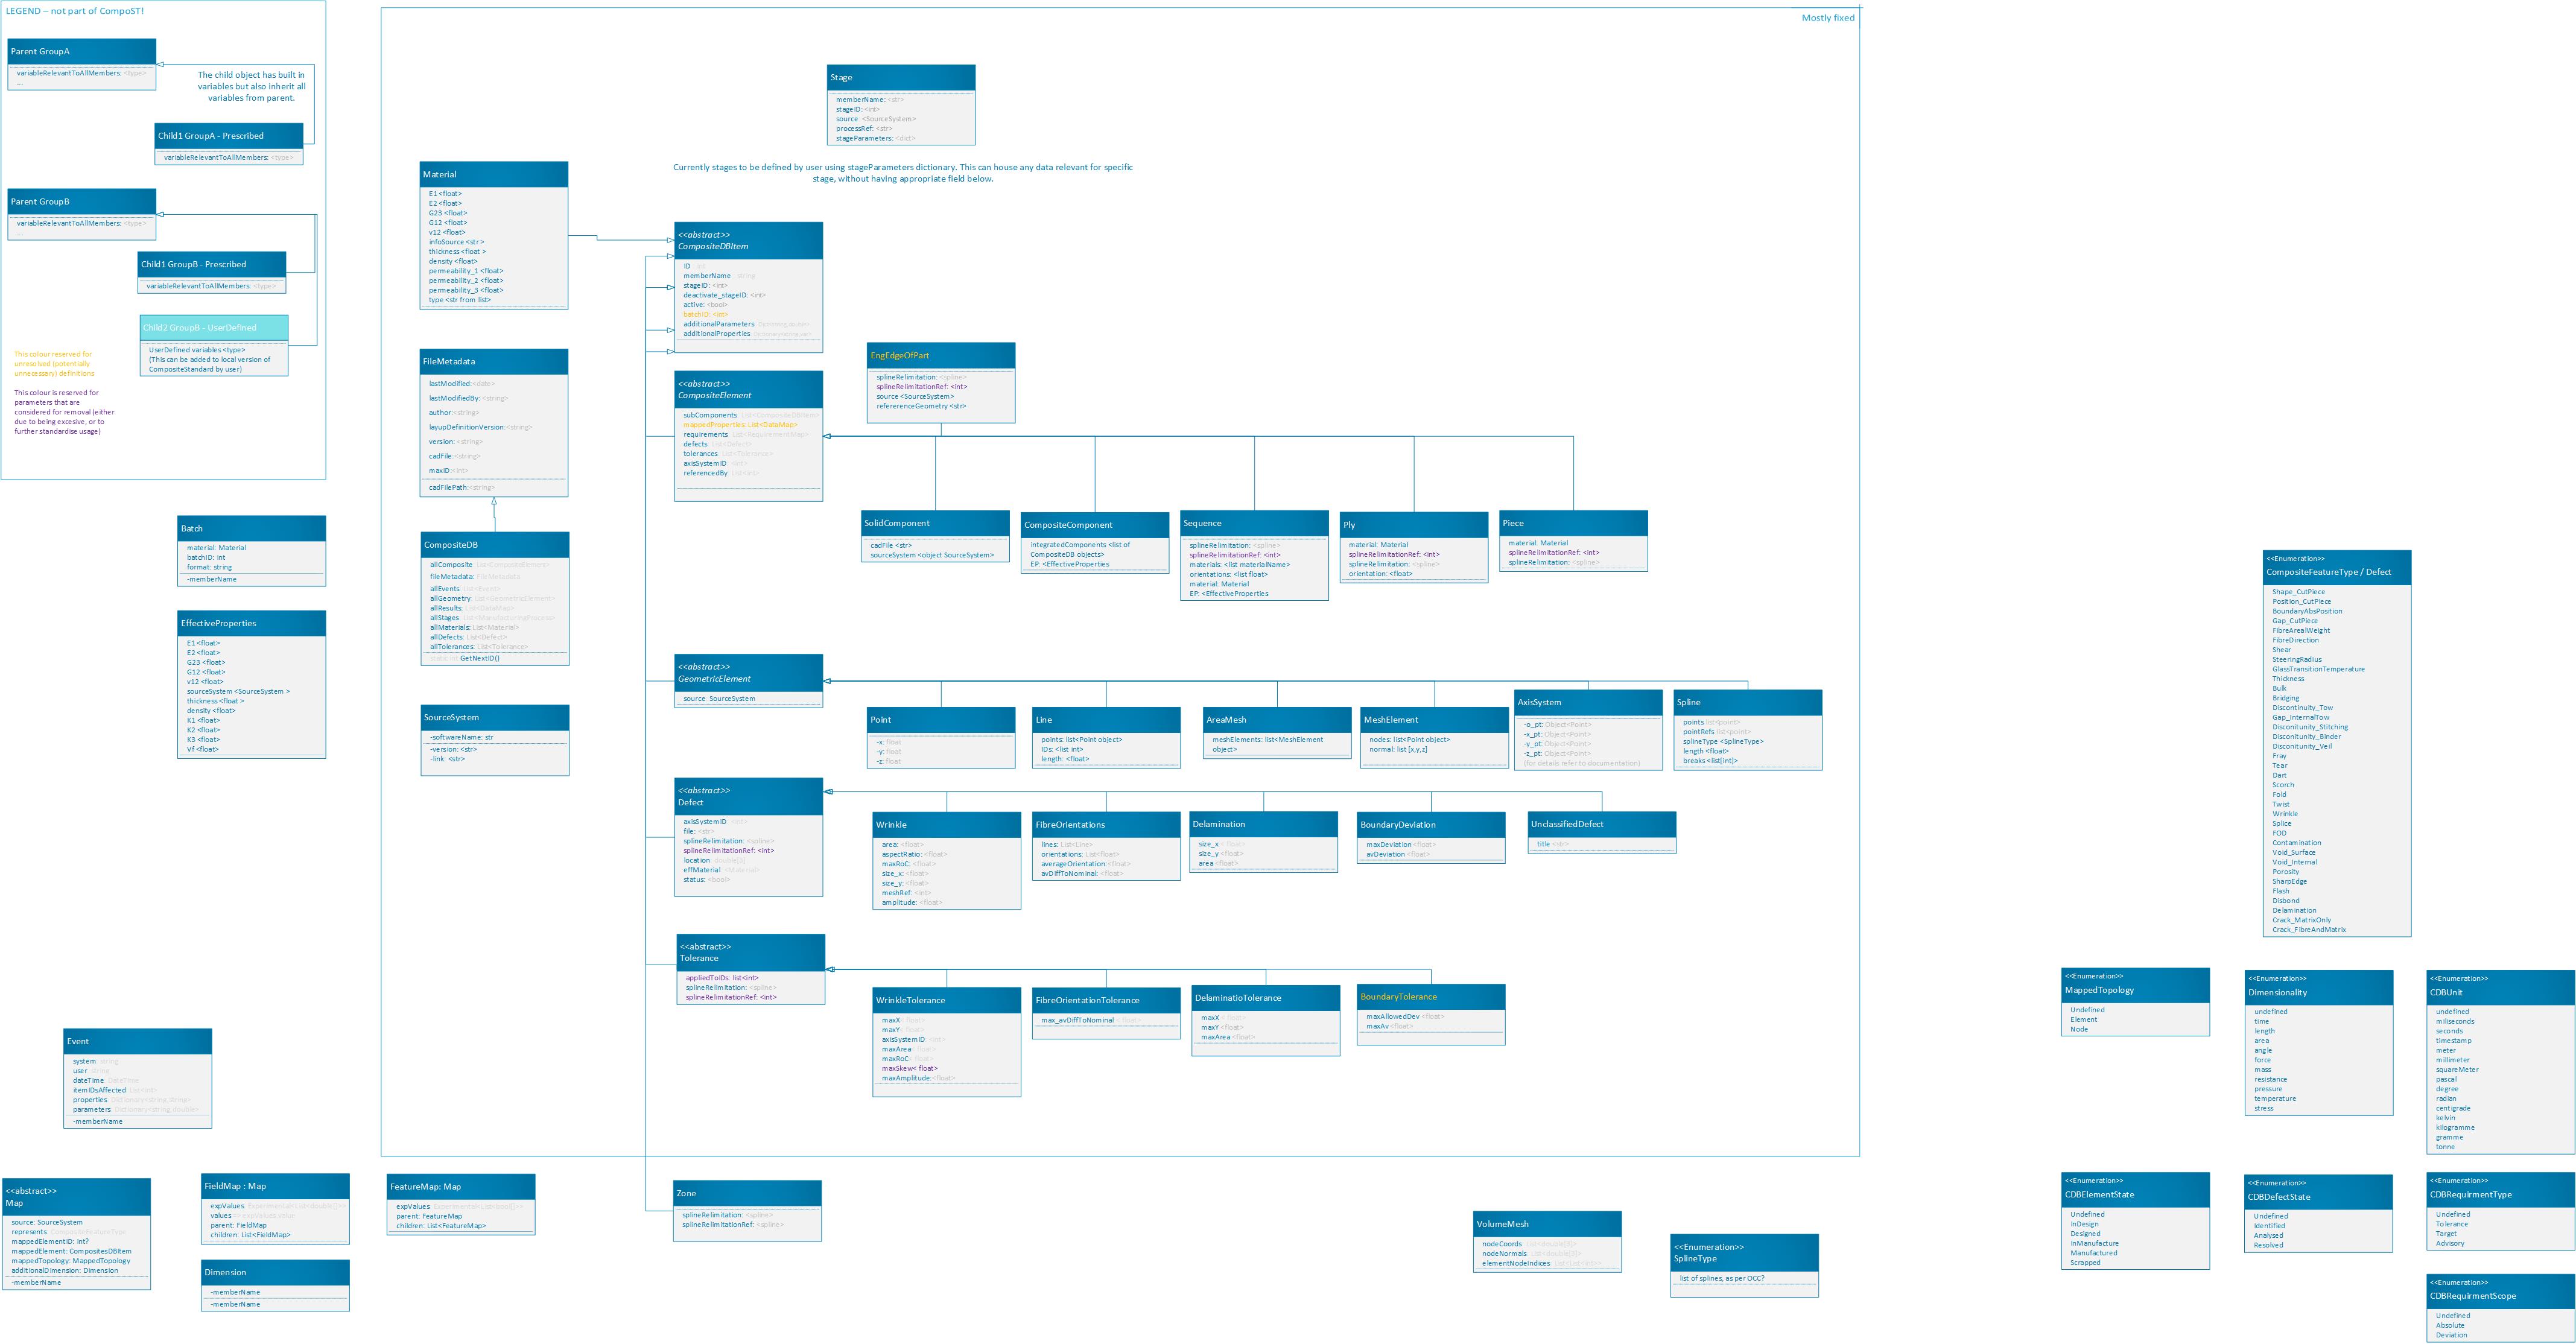 LEGEND – not part of CompoST!
Parent GroupA
variableRelevantToAllMembers: <type>
...
The child object has built in
variables but also inherit all
variables from parent.
Child1 GroupA - Prescribed
variableRelevantToAllMembers: <type>
Parent GroupB
variableRelevantToAllMembers: <type>
...
Child1 GroupB - Prescribed
variableRelevantToAllMembers: <type>
Child2 GroupB - UserDefined
UserDefined variables <type>
(This can be added to local version of
CompositeStandard by user)
This colour reserved for
unresolved (potentially
unnecessary) definitions
This colour is reserved for
parameters that are
considered for removal (either
due to being excesive, or to
further standardise usage)
Batch
material: Material
batchID: int
format: string
-memberName
EffectiveProperties
E1 <float>
E2 <float>
G23 <float>
G12 <float>
v12 <float>
sourceSystem <SourceSystem >
thickness <float >
density <float>
K1 <float>
K2 <float>
K3 <float>
Vf <float>
Event
system string
user string
dateTime DateTime
itemIDsAffected List<int>
properties Dictionary<string,string>
parameters Dictionary<string,double>
-memberName
<<abstract>>
Map
source: SourceSystem
represents CompositeFeatureType
mappedElementID: int?
mappedElement: CompositesDBItem
mappedTopology: MappedTopology
additionalDimension: Dimension
-memberName
FieldMap : Map
expValues
values
parent: FieldMap
children: List<FieldMap>
Dimension
-memberName
-memberName
FeatureMap: Map
expValues
parent: FeatureMap
children: List<FeatureMap>
Mostly fixed
Stage
memberName: <str>
stageID: <int>
source <SourceSystem>
processRef: <str>
stageParameters: <dict>
Currently stages to be defined by user using stageParameters dictionary. This can house any data relevant for specific
stage, without having appropriate field below.
Material
E1 <float>
E2 <float>
G23 <float>
G12 <float>
v12 <float>
infoSource <str >
thickness <float >
density <float>
permeability_1 <float>
permeability_2 <float>
permeability_3 <float>
type <str from list>
FileMetadata
lastModified:<date>
lastModifiedBy: <string>
author:<string>
layupDefinitionVersion:<string>
version: <string>
cadFile:<string>
maxID:<int>
cadFilePath:<string>
CompositeDB
allComposite List<CompositeElement>
fileMetadata: FileMetadata
allEvents List<Event>
allGeometry List<GeometricElement>
allResults: List<DataMap>
allStages List<ManufacturingProcess>
allMaterials: List<Material>
allDefects: List<Defect>
allTolerances: List<Tolerance>
static int GetNextID()
SourceSystem
-softwareName: str
-version: <str>
-link: <str>
<<abstract>>
CompositeDBItem
ID int
memberName string
stageID: <int>
deactivate_stageID: <int>
active: <bool>
batchID: <int>
additionalParameters
additionalProperties
<<abstract>>
CompositeElement
subComponents List<CompositeDBItem>
mappedProperties: List<DataMap>
requirements List<RequirementMap>
defects List<Defect>
tolerances List<Tolerance>
axisSystemID <int>
referencedBy List<int>
EngEdgeOfPart
splineRelimitation: <spline>
splineRelimitationRef: <int>
source <SourceSystem>
refererenceGeometry <str>
SolidComponent
cadFile <str>
sourceSystem <object SourceSystem>
CompositeComponent
integratedComponents <list of
CompositeDB objects>
EP: <EffectiveProperties
Sequence
splineRelimitation: <spline>
splineRelimitationRef: <int>
materials: <list materialName>
orientations: <list float>
material: Material
EP: <EffectiveProperties
Ply
material: Material
splineRelimitationRef: <int>
splineRelimitation: <spline>
orientation: <float>
Piece
material: Material
splineRelimitationRef: <int>
splineRelimitation: <spline>
<<abstract>>
GeometricElement
source SourceSystem
Point
-x: float
-y: float
-z: float
Line
points: list<Point object>
IDs: <list int>
length: <float>
AreaMesh
meshElements: list<MeshElement
object>
MeshElement
nodes: list<Point object>
normal: list [x,y,z]
AxisSystem
-o_pt: Object<Point>
-x_pt: Object<Point>
-y_pt: Object<Point>
-z_pt: Object<Point>
(for details refer to documentation)
Spline
points list<point>
pointRefs list<point>
splineType <SplineType>
length <float>
breaks <list[int]>
<<abstract>>
Defect
axisSystemID <int>
file: <str>
splineRelimitation: <spline>
splineRelimitationRef: <int>
location double[3]
effMaterial <Material>
status: <bool>
Wrinkle
area: <float>
aspectRatio: <float>
maxRoC: <float>
size_x: <float>
size_y: <float>
meshRef: <int>
amplitude: <float>
FibreOrientations
lines: List<Line>
orientations: List<float>
averageOrientation:<float>
avDiffToNominal: <float>
Delamination
size_x < float>
size_y <float>
area <float>
BoundaryDeviation
maxDeviation <float>
avDeviation <float>
UnclassifiedDefect
title <str>
<<abstract>>
Tolerance
appliedToIDs: list<int>
splineRelimitation: <spline>
splineRelimitationRef: <int>
WrinkleTolerance
maxX< float>
maxY< float>
axisSystemID <int>
maxArea< float>
maxRoC< float>
maxSkew< float>
maxAmplitude:<float>
FibreOrientationTolerance
max_avDiffToNominal < float>
DelaminatioTolerance
maxX < float>
maxY <float>
maxArea <float>
BoundaryTolerance
maxAllowedDev <float>
maxAv <float>
Zone
splineRelimitation: <spline>
splineRelimitationRef: <spline>
VolumeMesh
nodeCoords: List<double[3]>
nodeNormals: List<double[3]>
elementNodeIndices: List<List<int>>
<<Enumeration>>
SplineType
list of splines, as per OCC?
<<Enumeration>>
CompositeFeatureType / Defect
Shape_CutPiece
Position_CutPiece
BoundaryAbsPosition
Gap_CutPiece
FibreArealWeight
FibreDirection
Shear
SteeringRadius
GlassTransitionTemperature
Thickness
Bulk
Bridging
Discontinuity_Tow
Gap_InternalTow
Disconitunity_Stitching
Disconitunity_Binder
Disconitunity_Veil
Fray
Tear
Dart
Scorch
Fold
Twist
Wrinkle
Splice
FOD
Contamination
Void_Surface
Void_Internal
Porosity
SharpEdge
Flash
Disbond
Delamination
Crack_MatrixOnly
Crack_FibreAndMatrix
<<Enumeration>>
MappedTopology
Undefined
Element
Node
<<Enumeration>>
Dimensionality
undefined
time
length
area
angle
force
mass
resistance
pressure
temperature
stress
<<Enumeration>>
CDBUnit
undefined
miliseconds
seconds
timestamp
meter
millimeter
squareMeter
pascal
degree
radian
centigrade
kelvin
kilogramme
gramme
tonne
<<Enumeration>>
CDBElementState
Undefined
InDesign
Designed
InManufacture
Manufactured
Scrapped
<<Enumeration>>
CDBDefectState
Undefined
Identified
Analysed
Resolved
<<Enumeration>>
CDBRequirmentType
Undefined
Tolerance
Target
Advisory
<<Enumeration>>
CDBRequirmentScope
Undefined
Absolute
Deviation